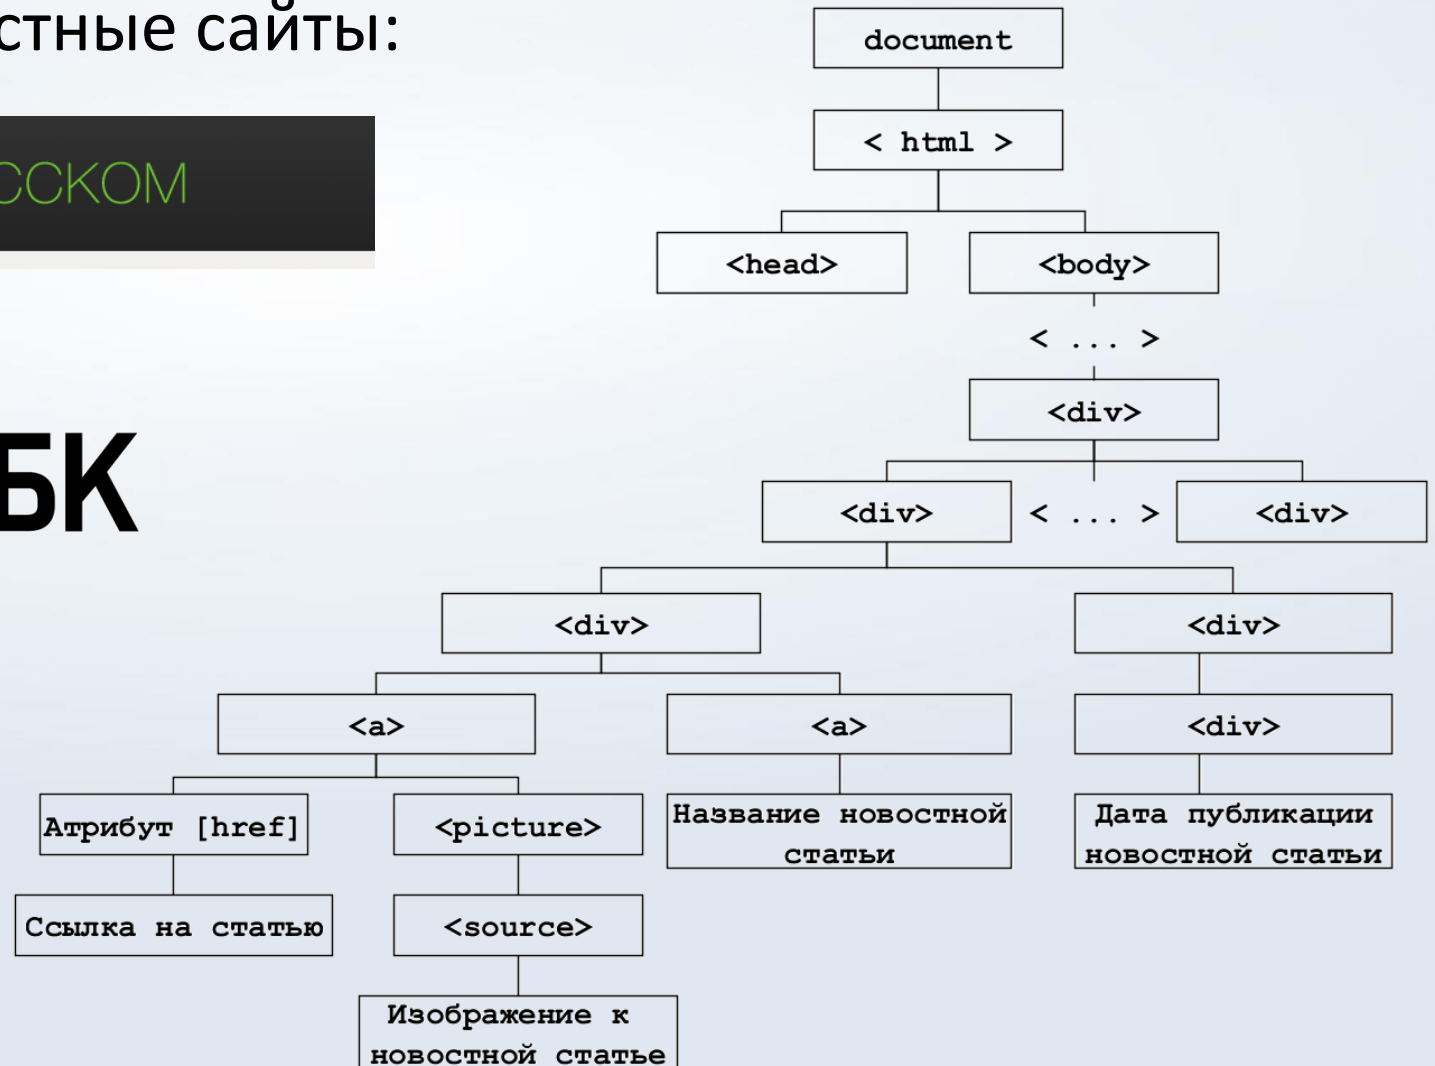 стные сайты:
ССКОМ
БК
document
< html >
<head>
<body>
< ... >
<div>
<div>
< ... >
<div>
<div>
<div>
<a>
<a>
<div>
Атрибут [href]
<picture>
Название новостной
статьи
Дата публикации
новостной статьи
Ссылка на статью
<source>
Изображение к
новостной статье